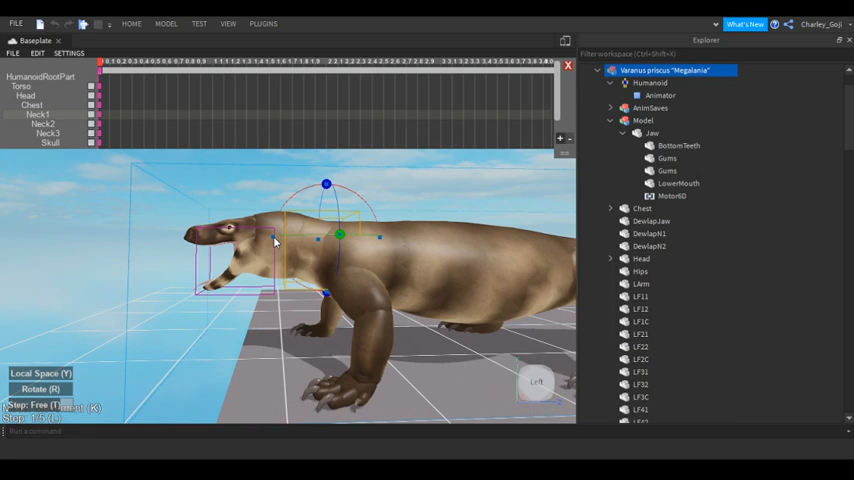 FILE HOME MODEL TEST VIEW PLUGINS What's New Charley_Goji
Baseplate
FILE EDIT SETTINGS
HumanoidRootPart
Torso
Head
Chest
Neck1
Neck2
Neck3
Skull
Local Space (Y)
Rotate (R)
Step: Free (T)
(K)
Step: 1/5 (L)
Left
Run a command
Explorer
Filter workspace (Ctrl+Shift+X)
Varanus priscus "Megalania"
Humanoid
Animator
AnimSaves
Model
Jaw
BottomTeeth
Gums
Gums
LowerMouth
Motor6D
Chest
DewlapJaw
DewlapN1
DewlapN2
Head
Hips
LArm
LF11
LF12
LF1C
LF21
LF22
LF2C
LF31
LF32
LF3C
LF41